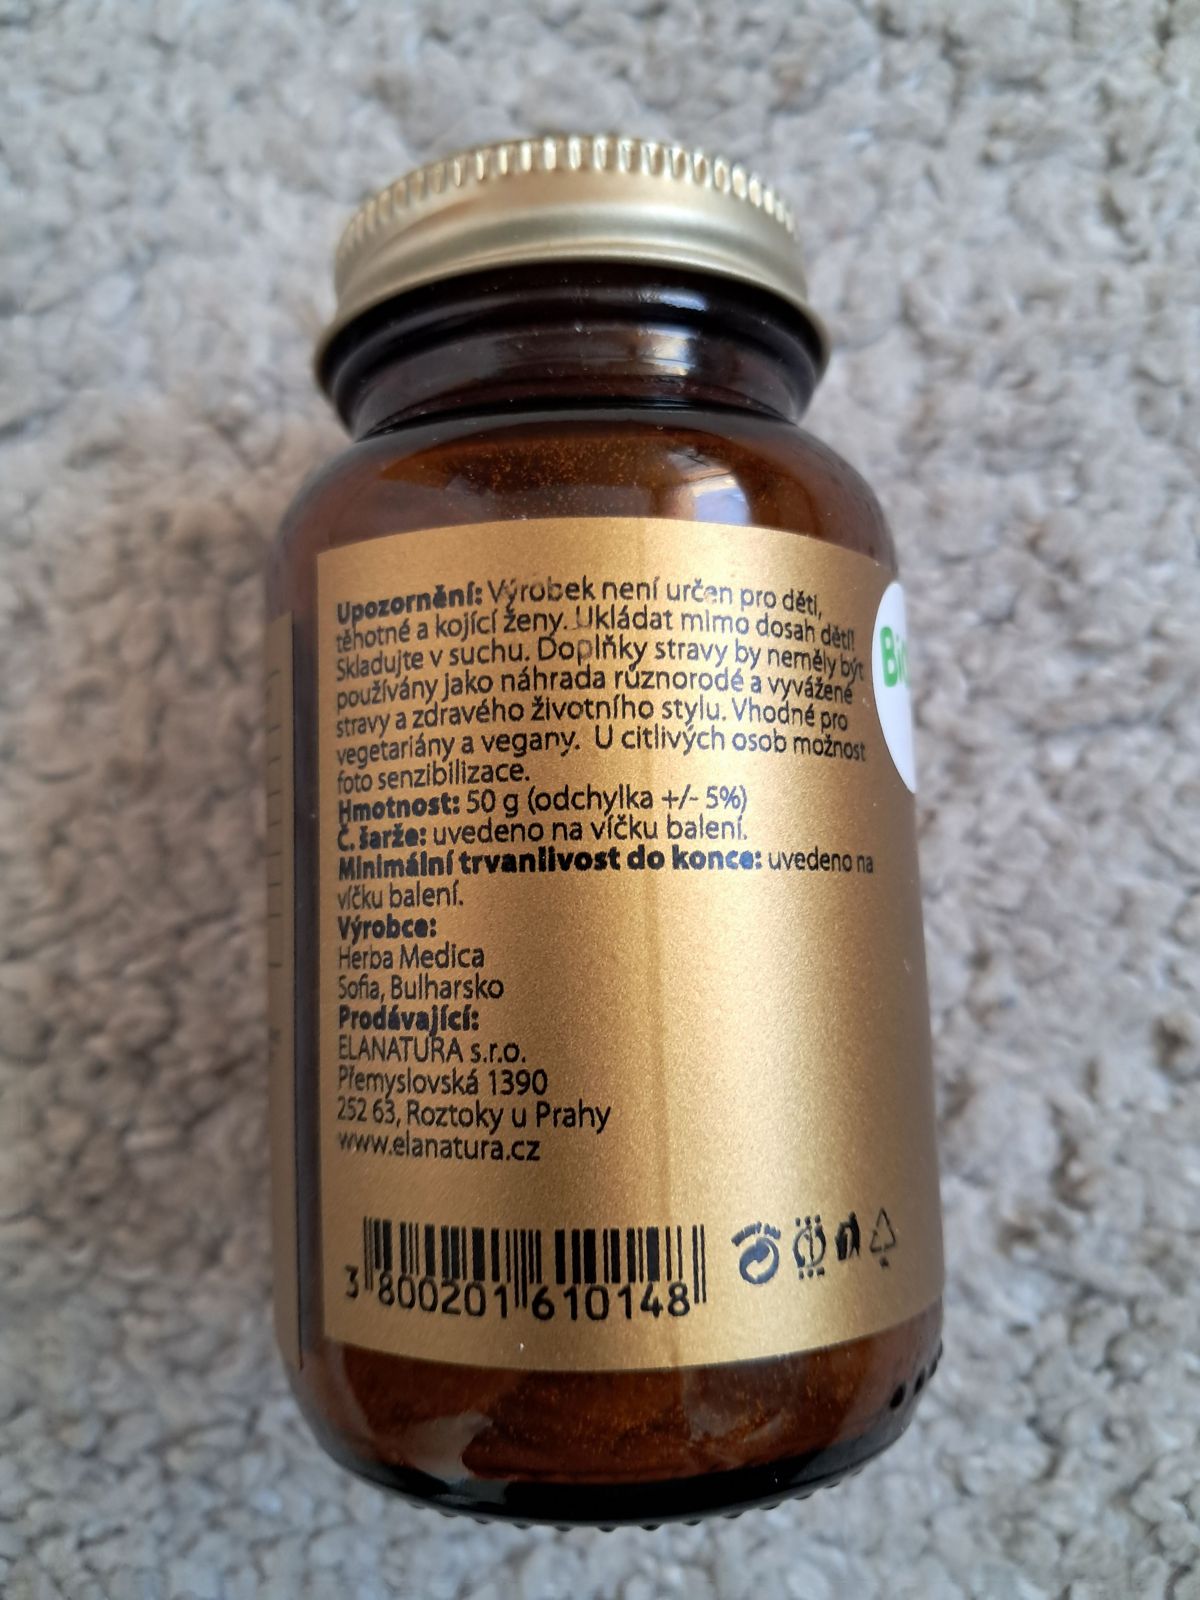 Upozornění: Výrobek není určen pro děti,
těhotné a kojící ženy. Ukládat mimo dosah dětí!
Skladujte v suchu. Doplňky stravy by neměly být
používány jako náhrada různorodé a vyvážené
stravy a zdravého životního stylu. Vhodné pro
vegetariány a vegany. U citlivých osob možnost
foto senzibilizace.
Hmotnost: 50 g (odchylka +/- 5%)
Č. šarže: uvedeno na víčku balení.
Minimální trvanlivost do konce: uvedeno na
víčku balení.
Výrobce:
Herba Medica
Sofia, Bulharsko
Prodávající:
ELANATURA s.r.o.
Přemyslovská 1390
252 63, Roztoky u Prahy
www.elanatura.cz
3 800201 610148